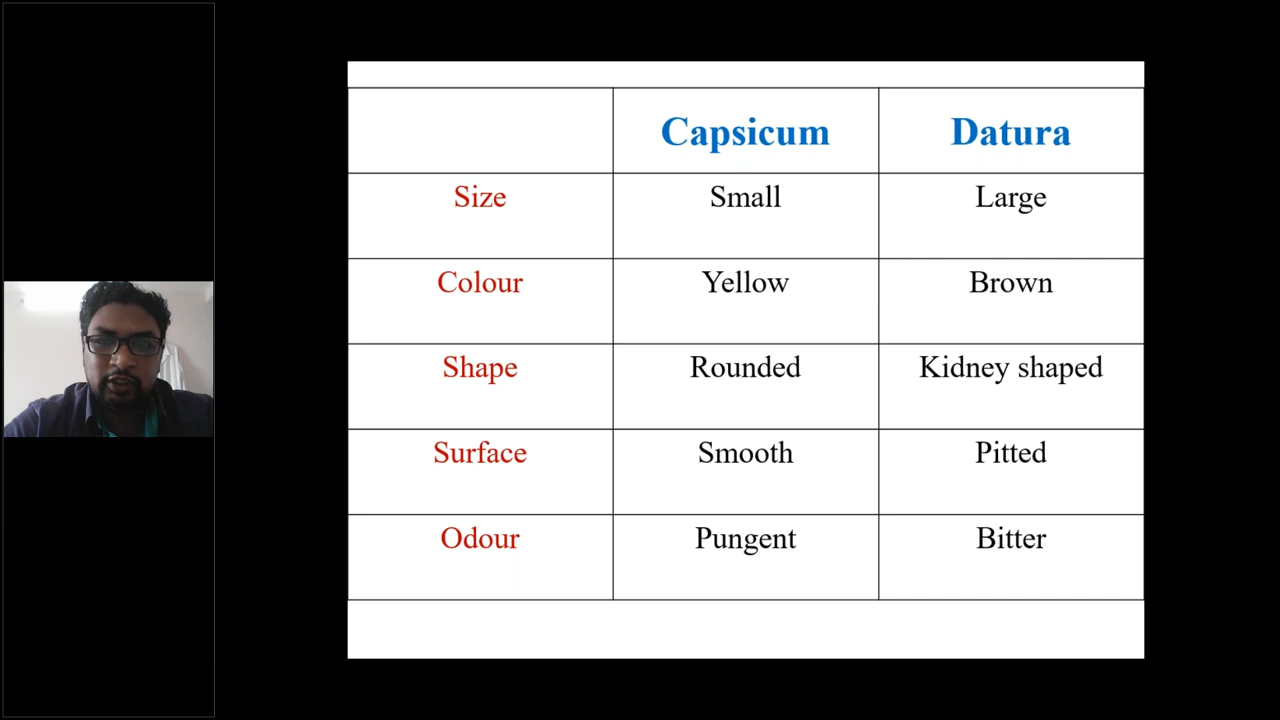 Capsicum Datura
Size Small Large
Colour Yellow Brown
Shape Rounded Kidney shaped
Surface Smooth Pitted
Odour Pungent Bitter